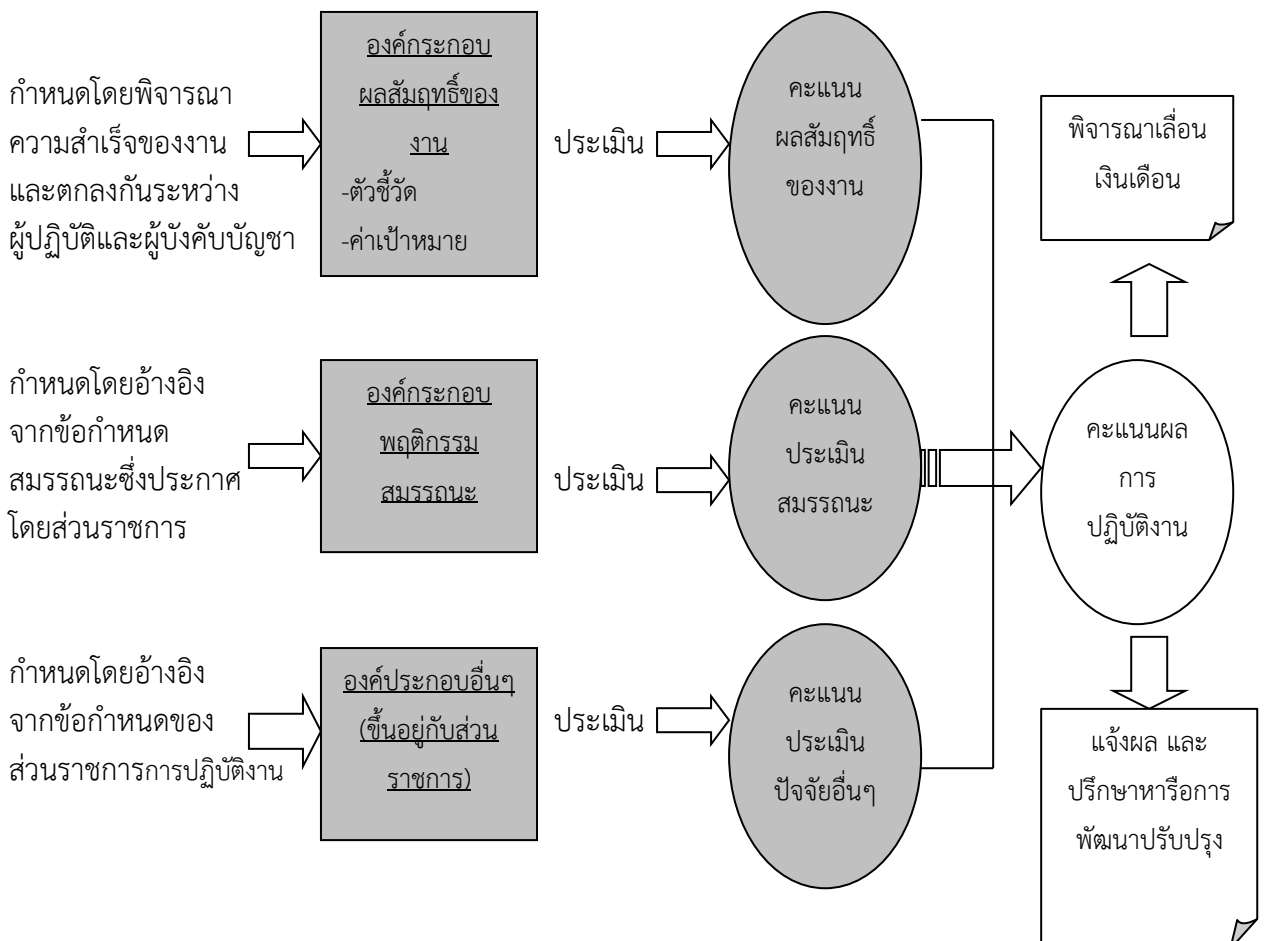 กำหนดโดยพิจารณา
ความสำเร็จของงาน
และตกลงกันระหว่าง
ผู้ปฏิบัติและผู้บังคับบัญชา
องค์กระกอบ
ผลสัมฤทธิ์ของ
งาน
-ตัวชี้วัด
-ค่าเป้าหมาย
ประเมิน
คะแนน
ผลสัมฤทธิ์
ของงาน
พิจารณาเลื่อน
เงินเดือน
กำหนดโดยอ้างอิง
จากข้อกำหนด
สมรรถนะซึ่งประกาศ
โดยส่วนราชการ
องค์กระกอบ
พฤติกรรม
สมรรถนะ
ประเมิน
คะแนน
ประเมิน
สมรรถนะ
คะแนนผล
การ
ปฏิบัติงาน
กำหนดโดยอ้างอิง
จากข้อกำหนดของ
ส่วนราชการการปฏิบัติงาน
องค์ประกอบอื่นๆ
(ขึ้นอยู่กับส่วน
ราชการ)
ประเมิน
คะแนน
ประเมิน
ปัจจัยอื่นๆ
แจ้งผล และ
ปรึกษาหารือการ
พัฒนาปรับปรุง